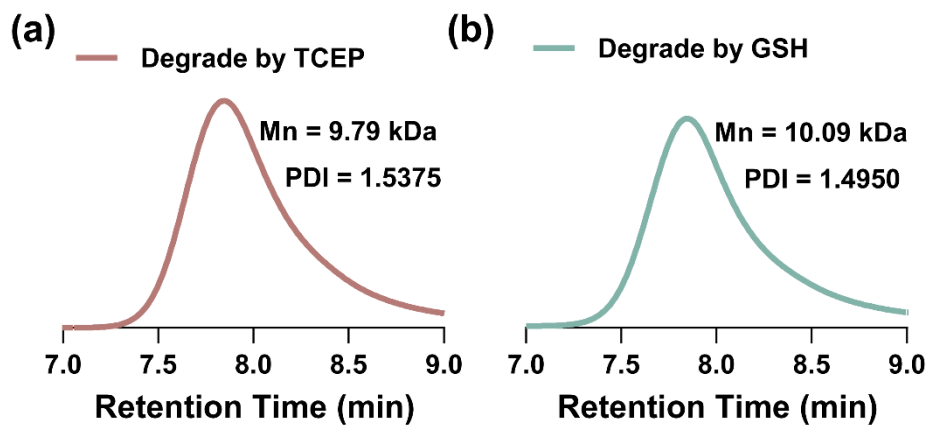 (a)
Degrade by TCEP
Mn = 9.79 kDa
PDI = 1.5375
7.0 7.5 8.0 8.5 9.0
Retention Time (min)
(b)
Degrade by GSH
Mn = 10.09 kDa
PDI = 1.4950
7.0 7.5 8.0 8.5 9.0
Retention Time (min)